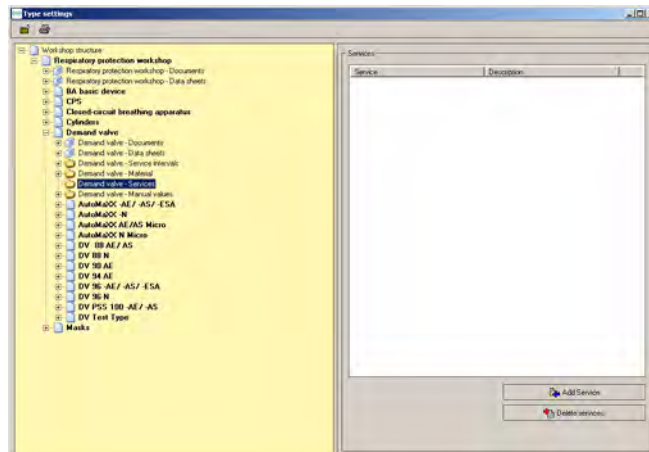 Type settings
Workshop structure
Respiratory protection workshop
Respiratory protection workshop - Documents
Respiratory protection workshop - Data sheets
BA basic device
CPS
Closed-circuit breathing apparatus
Cylinders
Demand valve
Demand valve - Documents
Demand valve - Data sheets
Demand valve - Service intervals
Demand valve - Material
Demand valve - Services
Demand valve - Manual values
AutoMaXX -AE/ -AS/ -ESA
AutoMaXX -N
AutoMaXX AE/AS Micro
AutoMaXX N Micro
DV 88 AE/ AS
DV 88 N
DV 90 AE
DV 94 AE
DV 96 -AE/ -AS/ -ESA
DV 96 N
DV PSS 100 -AE/ -AS
DV Test Type
Masks
Services
Service Description
Add Service
Delete services